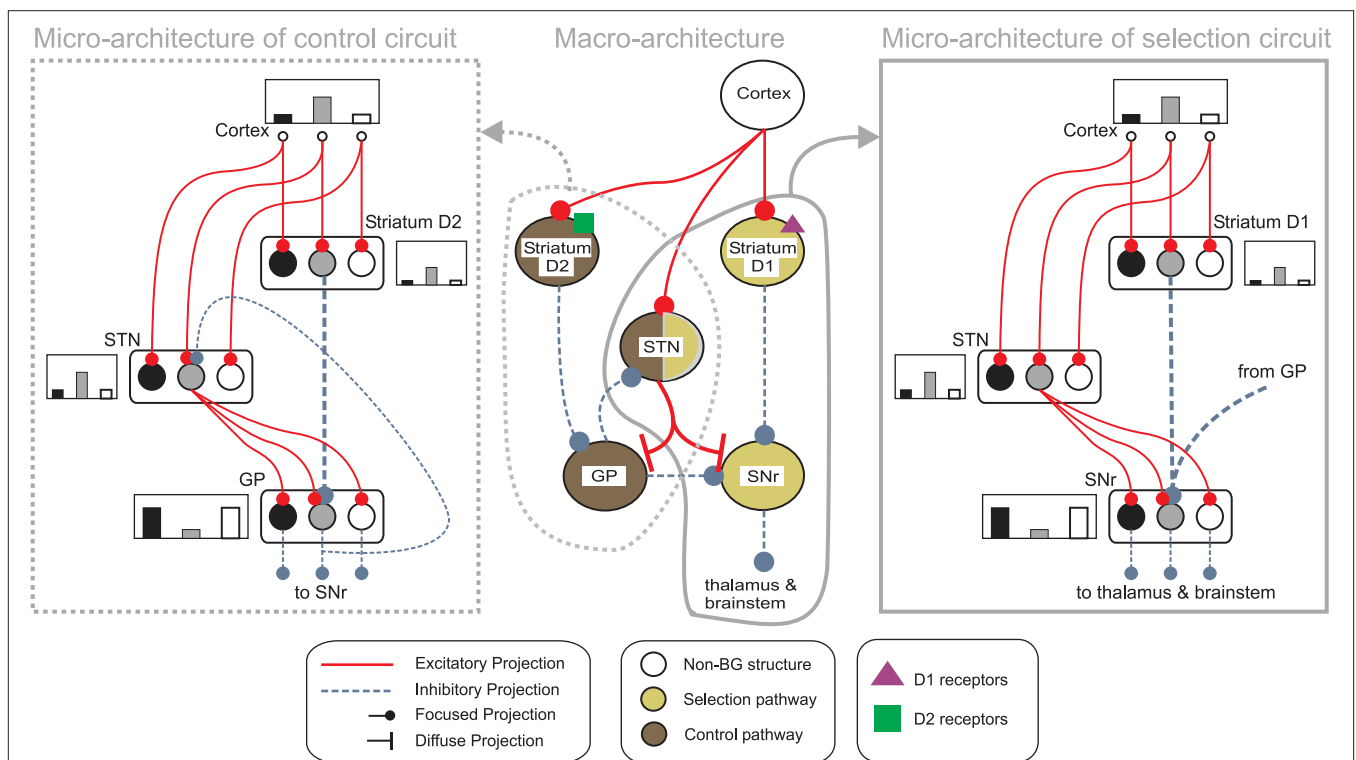 Micro-architecture of control circuit
Cortex
Striatum D2
STN
GP
to SNr
Macro-architecture
Cortex
Striatum
D2
Striatum
D1
STN
GP
SNr
thalamus &
brainstem
Micro-architecture of selection circuit
Cortex
Striatum D1
STN
from GP
SNr
to thalamus & brainstem
Excitatory Projection
Inhibitory Projection
Focused Projection
Diffuse Projection
Non-BG structure
Selection pathway
Control pathway
D1 receptors
D2 receptors